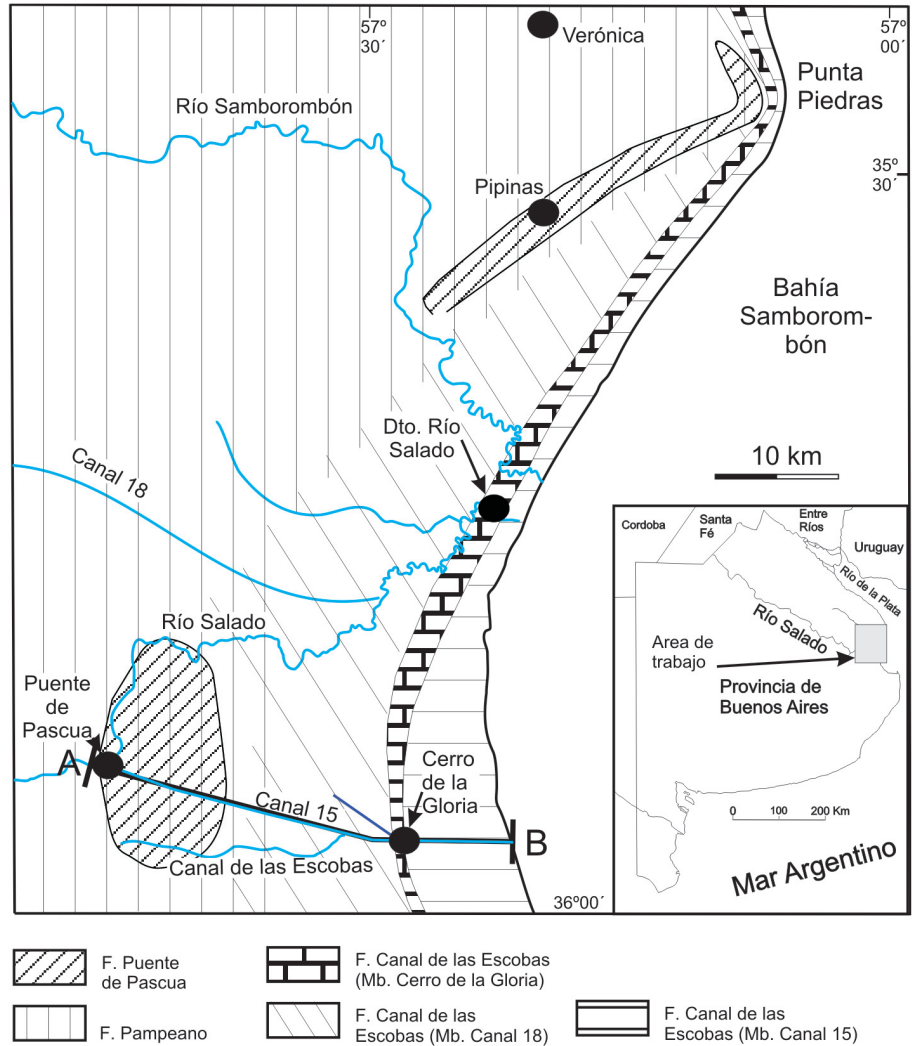 57º
30´
57º
00´
Verónica
Punta
Piedras
Río Samborombón
35º
30´
Pipinas
Bahía
Samborom-
bón
Dto. Río
Salado
Canal 18
10 km
Río Salado
Puente
de
Pascua
A
Canal 15
Cerro
de la
Gloria
B
Canal de las Escobas
36º00´
Cordoba
Santa
Fé
Entre
Ríos
Uruguay
Río de la Plata
Río Salado
Area de
trabajo
Provincia de
Buenos Aires
0 100 200 Km
Mar Argentino
F. Puente
de Pascua
F. Canal de las Escobas
(Mb. Cerro de la Gloria)
F. Pampeano
F. Canal de las
Escobas (Mb. Canal 18)
F. Canal de las
Escobas (Mb. Canal 15)